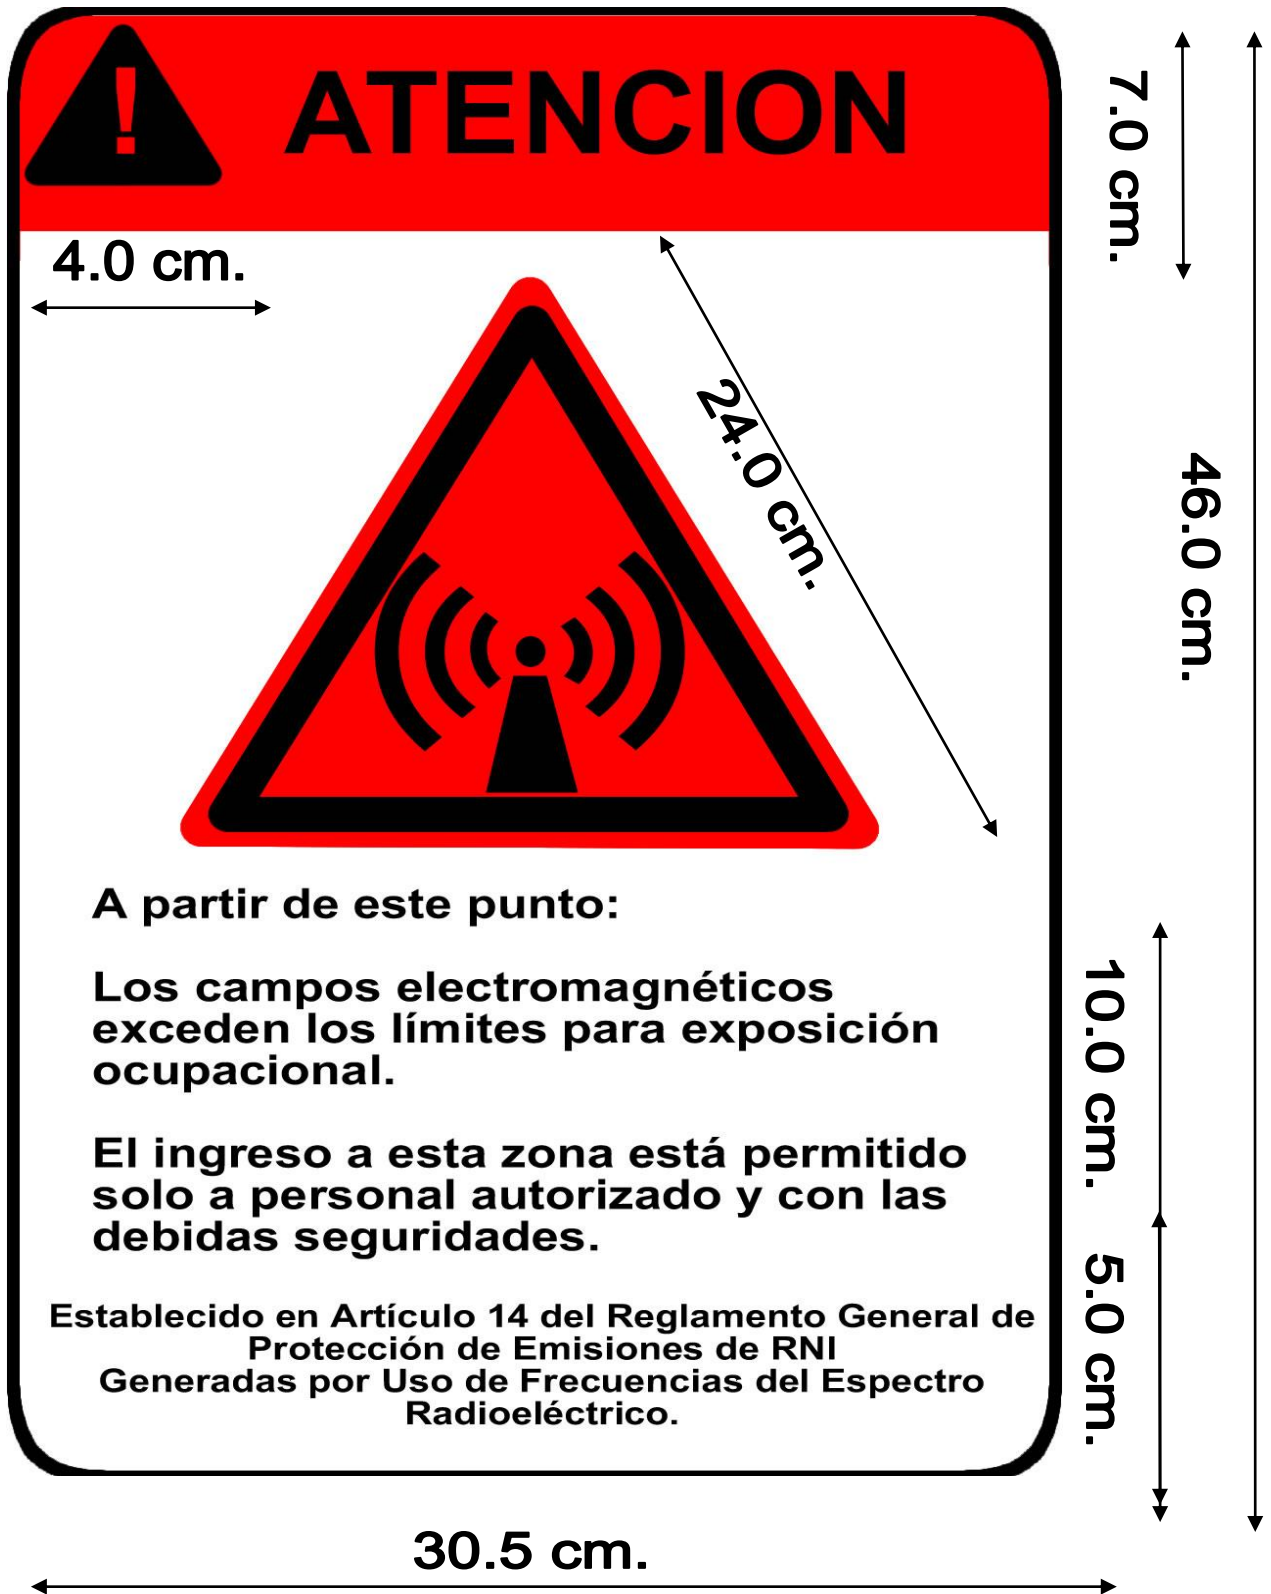 !
ATENCION
7.0 cm.
4.0 cm.
24.0 cm.
46.0 cm.
A partir de este punto:
Los campos electromagnéticos
exceden los límites para exposición
ocupacional.
10.0 cm.
El ingreso a esta zona está permitido
solo a personal autorizado y con las
debidas seguridades.
5.0 cm.
Establecido en Artículo 14 del Reglamento General de
Protección de Emisiones de RNI
Generadas por Uso de Frecuencias del Espectro
Radioeléctrico.
30.5 cm.